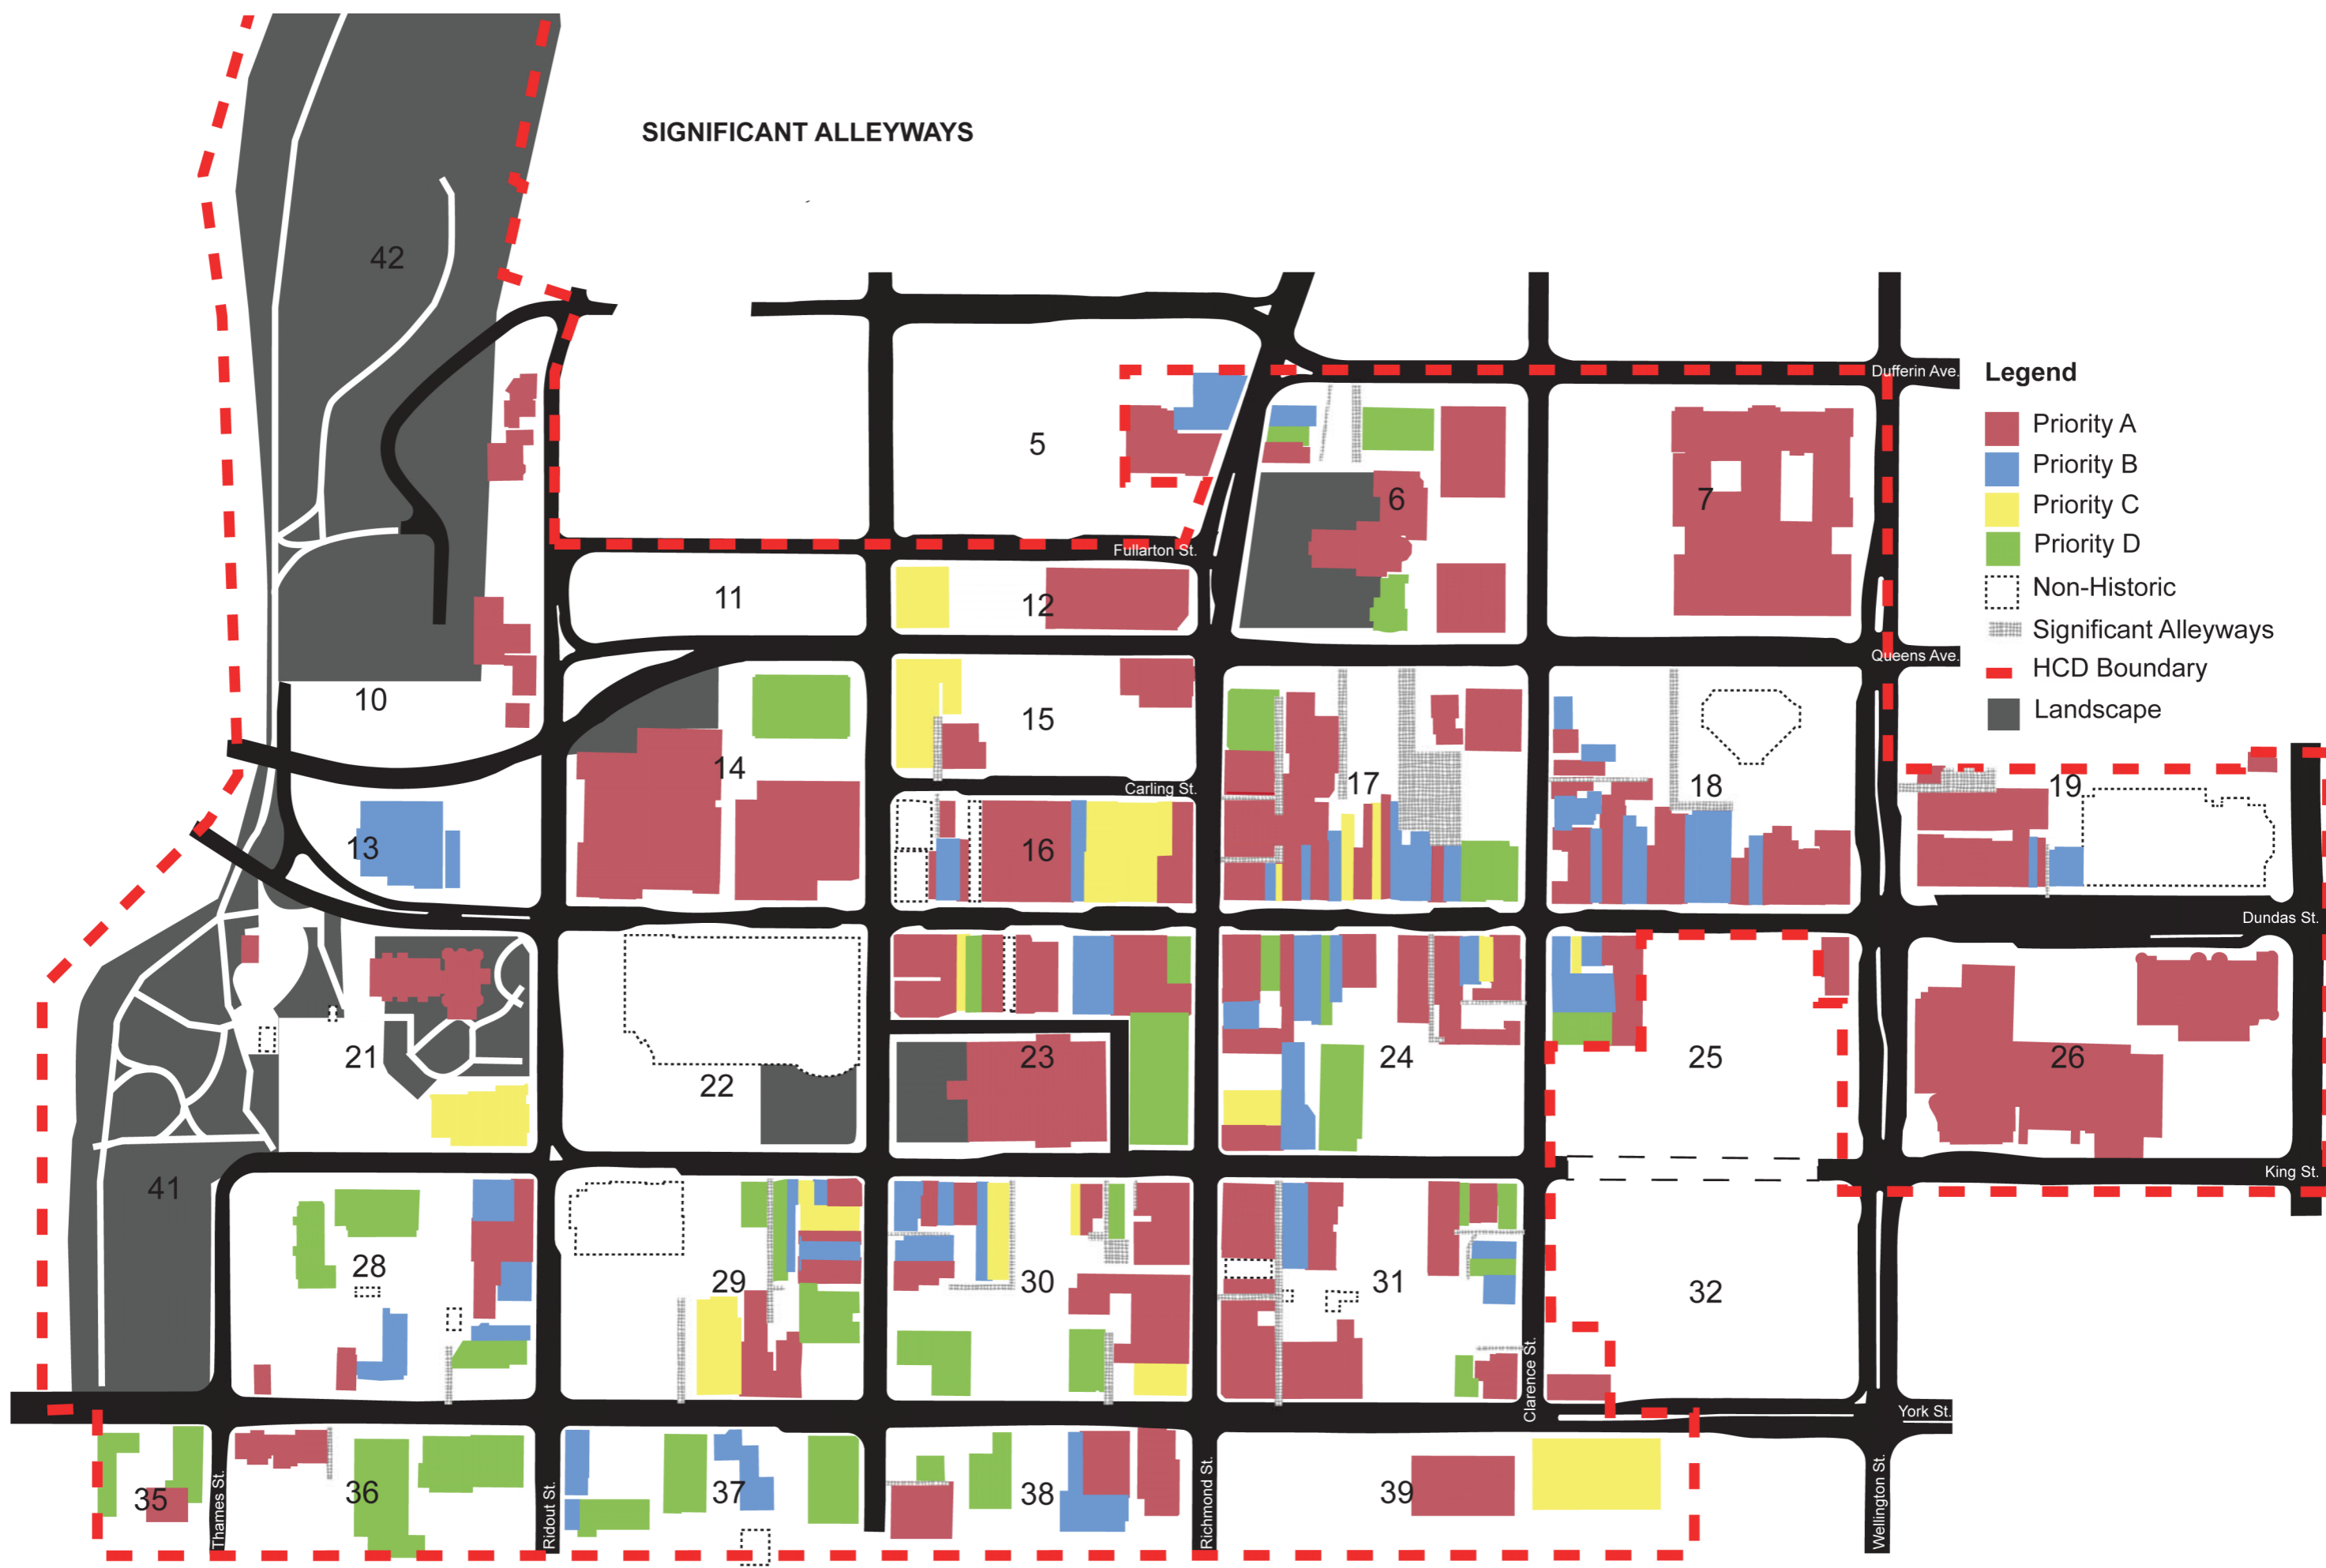 SIGNIFICANT ALLEYWAYS
42
5
Dufferin Ave.
Legend
Priority A
Priority B
Priority C
Priority D
Non-Historic
Significant Alleyways
HCD Boundary
Landscape
6
7
Fullarton St.
11
12
Queens Ave.
10
15
14
Carling St.
17
18
19
13
16
Dundas St.
21
22
23
24
25
26
King St.
41
28
29
30
31
32
Clarence St.
York St.
35
36
37
38
39
Thames St.
Ridout St.
Richmond St.
Wellington St.